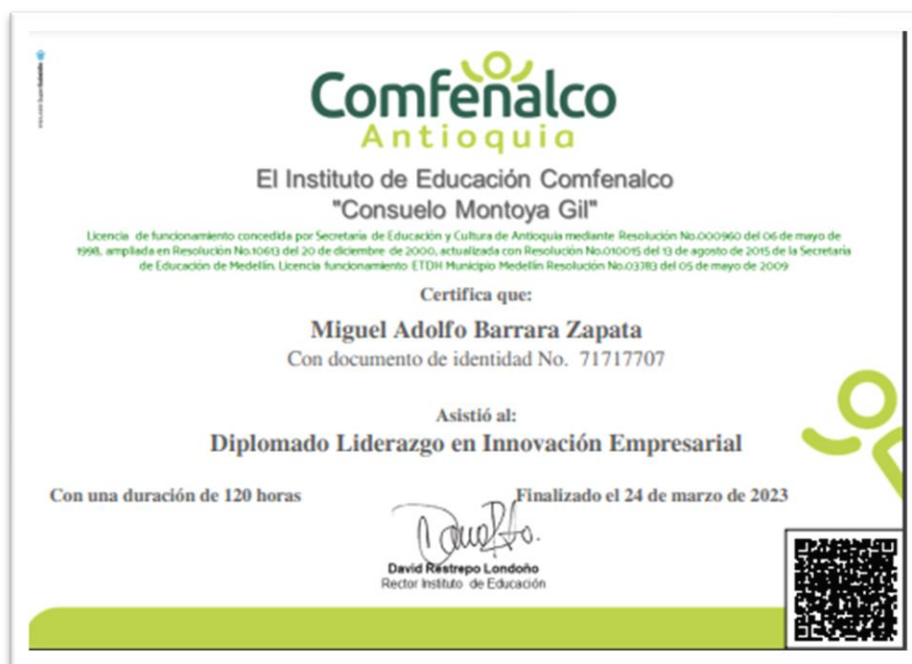 Comfenalco
Antioquia
El Instituto de Educación Comfenalco
"Consuelo Montoya Gil"
Licencia de funcionamiento concedida por Secretaría de Educación y Cultura de Antioquia mediante Resolución No.000960 del 06 de mayo de
1998, ampliada en Resolución No.10613 del 20 de diciembre de 2000, actualizada con Resolución No.010015 del 13 de agosto de 2015 de la Secretaría
de Educación de Medellín. Licencia funcionamiento ETDH Municipio Medellín Resolución No.03783 del 05 de mayo de 2009
Certifica que:
Miguel Adolfo Barrara Zapata
Con documento de identidad No. 71717707
Asistió al:
Diplomado Liderazgo en Innovación Empresarial
Con una duración de 120 horas
Finalizado el 24 de marzo de 2023
David Restrepo Londoño
Rector Instituto de Educación